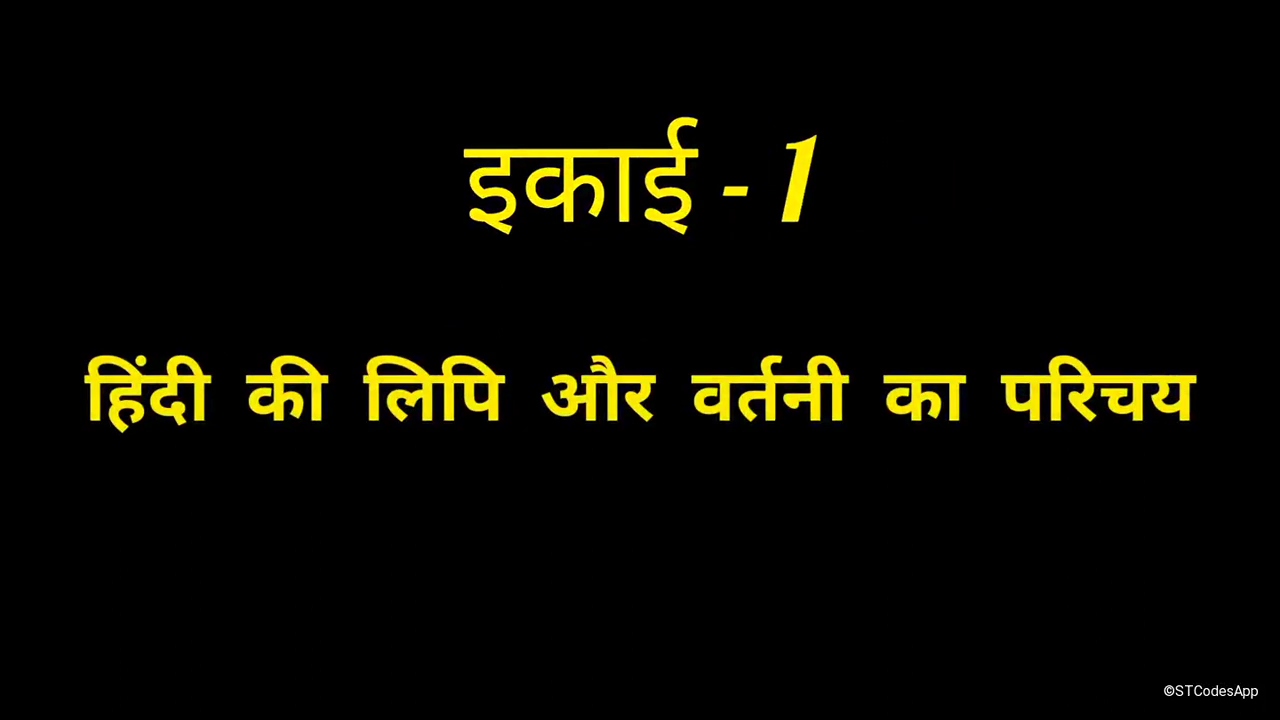 इकाई - 1
हिंदी की लिपि और वर्तनी का परिचय
©STCodesApp